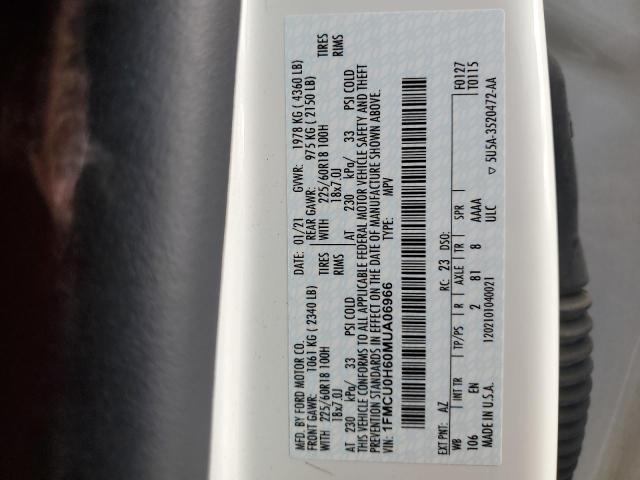 MFD. BY FORD MOTOR CO.
DATE: 01/21
GVWR: 1978 KG ( 4360 LB)
FRONT GAWR: 1061 KG ( 2340 LB)
REAR GAWR: 975 KG ( 2150 LB)
WITH 225/60R18 100H TIRES
WITH 225/60R18 100H TIRES
18x7.0J RIMS
18x7.0J RIMS
AT 230 kPa/ 33 PSI COLD
AT 230 kPa/ 33 PSI COLD
THIS VEHICLE CONFORMS TO ALL APPLICABLE FEDERAL MOTOR VEHICLE SAFETY AND THEFT
PREVENTION STANDARDS IN EFFECT ON THE DATE OF MANUFACTURE SHOWN ABOVE.
VIN: 1FMCU0H60MUA06966
TYPE: MPV
EXT PNT: AZ RC: 23 DSO: F0127
WB INT TR TP/PS R AXLE TR SPR T0115
106 EN 2 81 8 AAAA
MADE IN U.S.A. 1202101040021 ULC
▽ 5U5A-3520472-AA